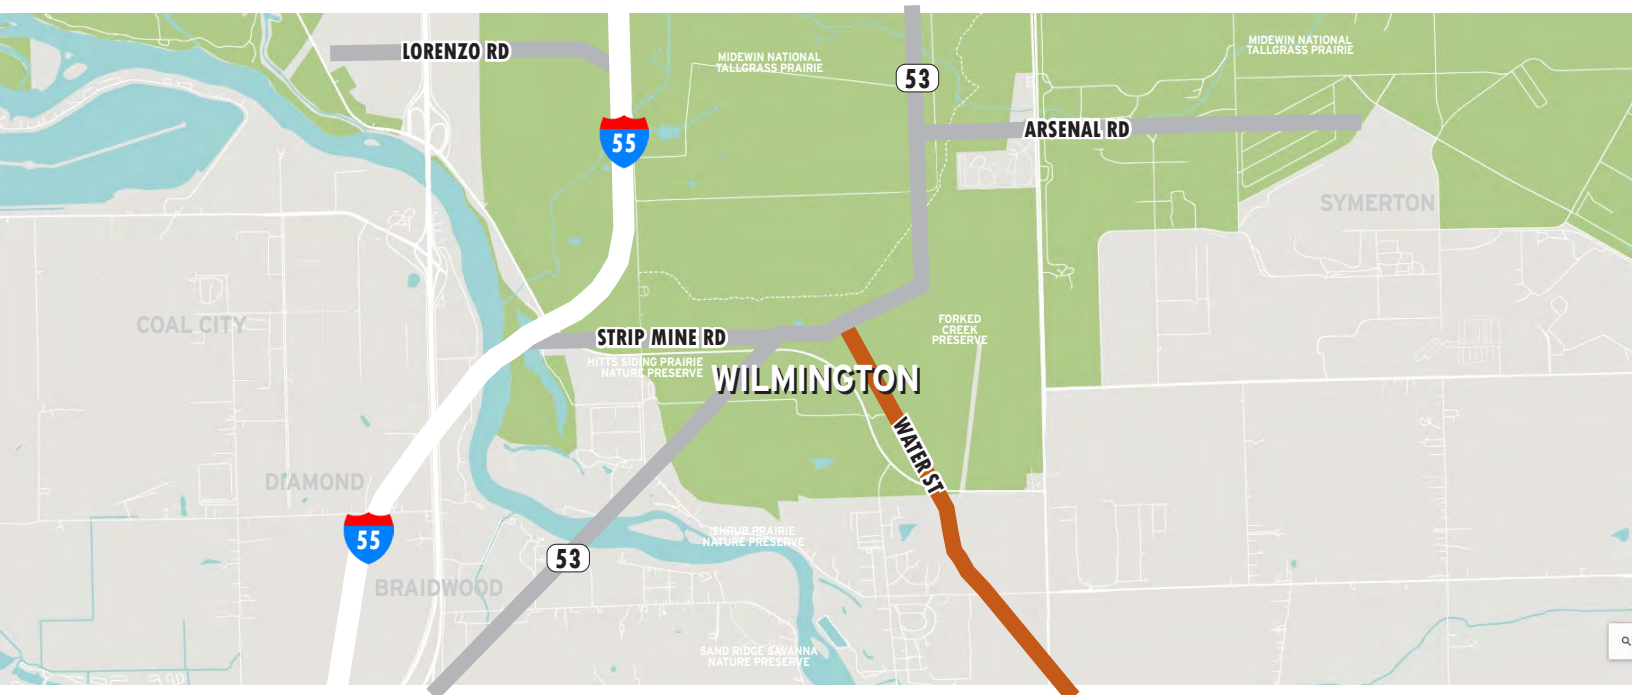 LORENZO RD
MIDEWIN NATIONAL
TALLGRASS PRAIRIE
53
MIDEWIN NATIONAL
TALLGRASS PRAIRIE
55
ARSENAL RD
SYMERTON
COAL CITY
STRIP MINE RD
FORKED
CREEK
PRESERVE
HITTS SIDING PRAIRIE
NATURE PRESERVE
WILMINGTON
WATER ST
DIAMOND
55
53
SHRUB PRAIRIE
NATURE PRESERVE
BRAIDWOOD
SAND RIDGE SAVANNA
NATURE PRESERVE